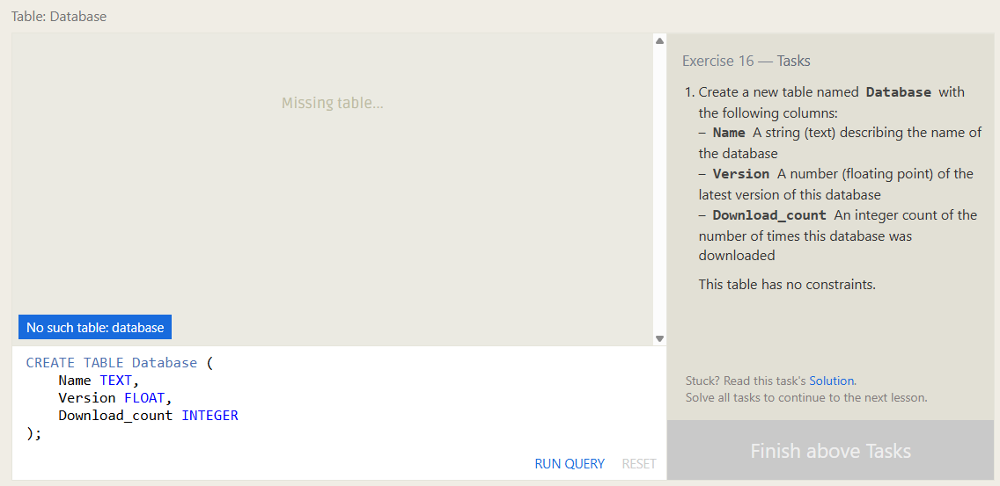 Table: Database
Missing table...
No such table: database
CREATE TABLE Database (
    Name TEXT,
    Version FLOAT,
    Download_count INTEGER
);
RUN QUERY
RESET
Exercise 16 — Tasks
1. Create a new table named Database with
the following columns:
– Name A string (text) describing the name of
the database
– Version A number (floating point) of the
latest version of this database
– Download_count An integer count of the
number of times this database was
downloaded
This table has no constraints.
Stuck? Read this task's Solution.
Solve all tasks to continue to the next lesson.
Finish above Tasks